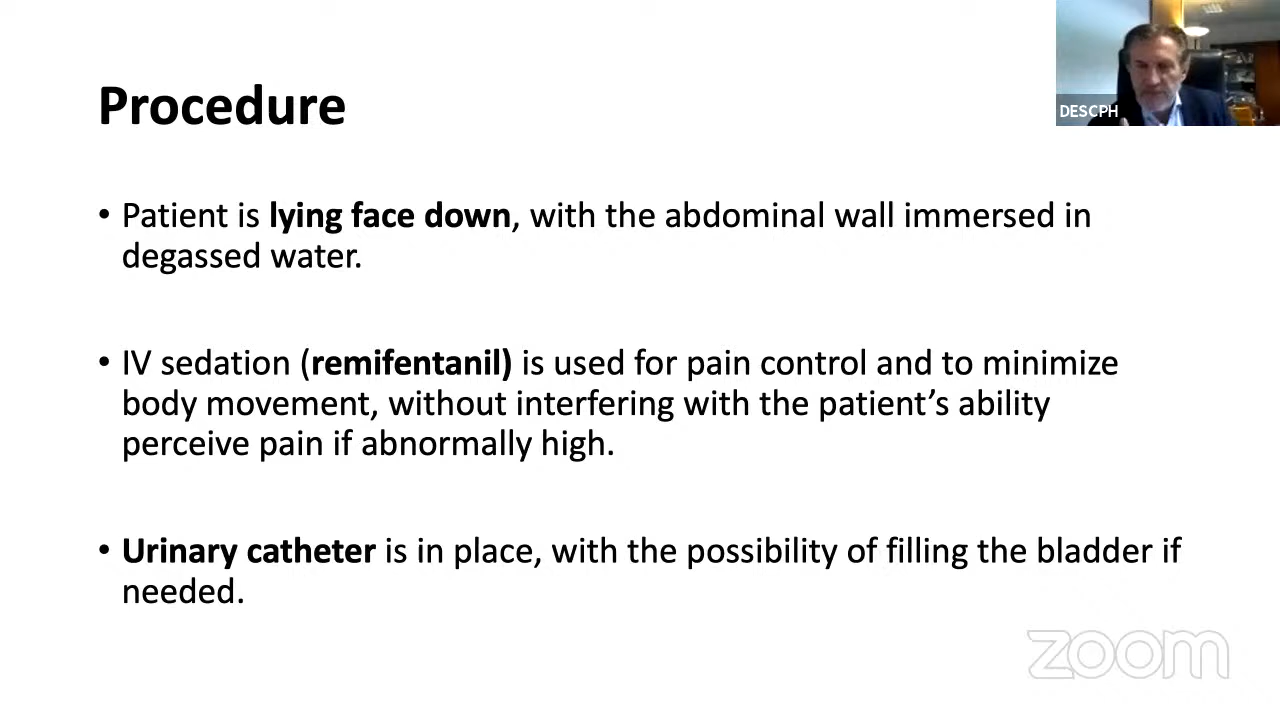 DESCPH
Procedure
• Patient is lying face down, with the abdominal wall immersed in
degassed water.
• IV sedation (remifentanil) is used for pain control and to minimize
body movement, without interfering with the patient’s ability
perceive pain if abnormally high.
• Urinary catheter is in place, with the possibility of filling the bladder if
needed.
zoom